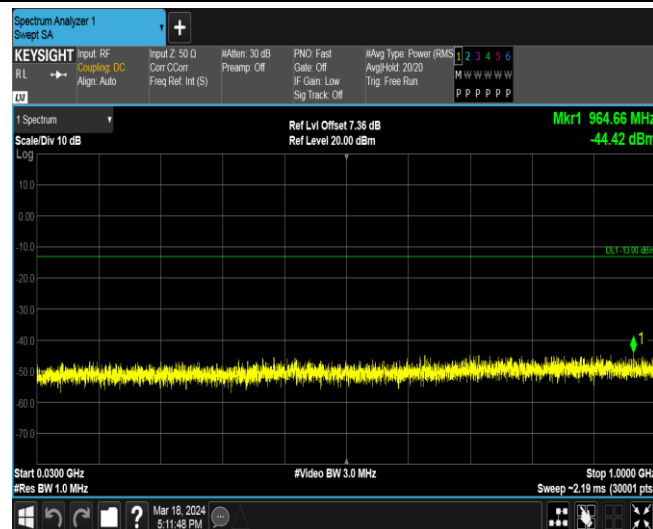 Spectrum Analyzer 1
Swept SA
+
KEYSIGHT
RL
LXI
Input: RF
Coupling: DC
Align: Auto
Input Z: 50 Ω
Corr CCorr
Freq Ref: Int (S)
#Atten: 30 dB
Preamp: Off
PNO: Fast
Gate: Off
IF Gain: Low
Sig Track: Off
#Avg Type: Power (RMS
Avg|Hold: 20/20
Trig: Free Run
1 2 3 4 5 6
M W W W W W
P P P P P P
1 Spectrum
Scale/Div 10 dB
Ref Lvl Offset 7.36 dB
Ref Level 20.00 dBm
Mkr1 964.66 MHz
-44.42 dBm
Log
10.0
0.00
-10.0
DL1 -13.00 dBm
-20.0
-30.0
1
-40.0
-50.0
-60.0
-70.0
Start 0.0300 GHz
#Video BW 3.0 MHz
Stop 1.0000 GHz
#Res BW 1.0 MHz
Sweep ~2.19 ms (30001 pts
?
Mar 18, 2024
5:11:48 PM